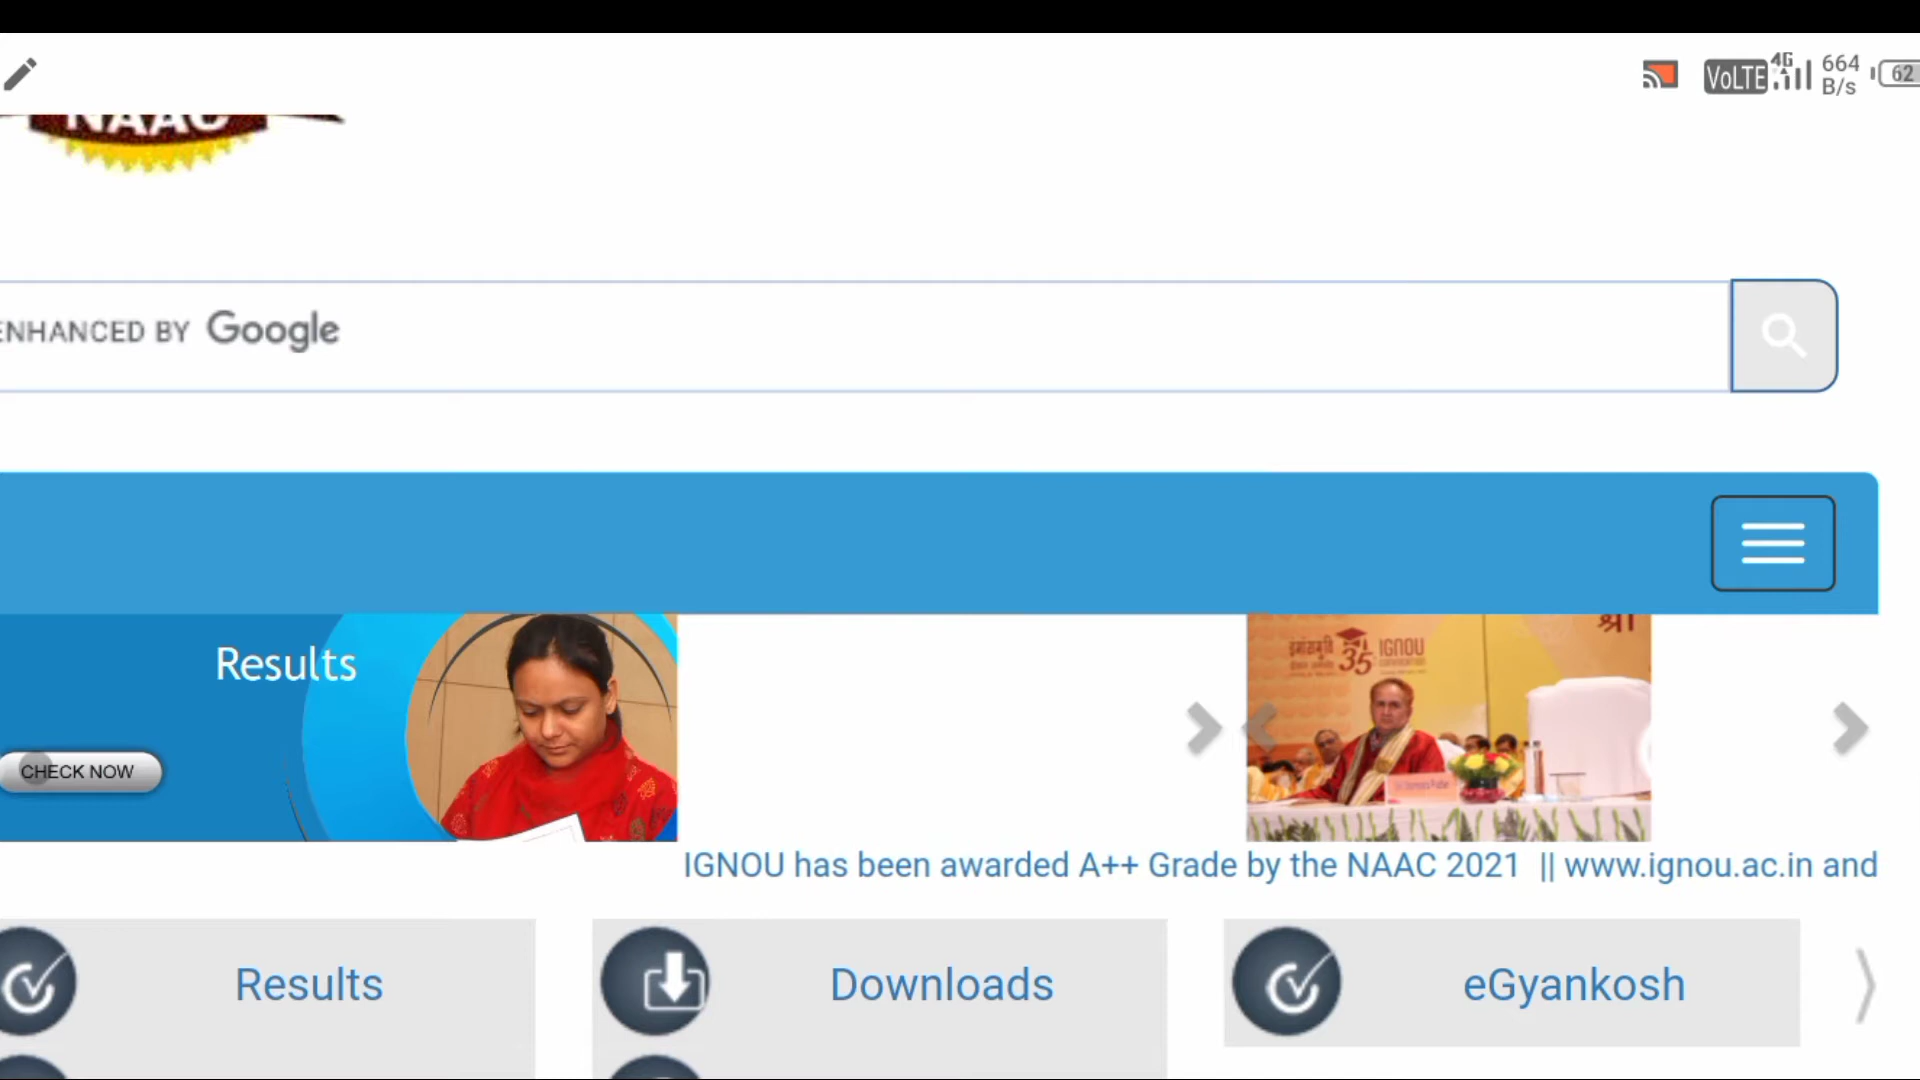 VoLTE 4G 664 B/s 62
NAAC
ENHANCED BY Google
Results
CHECK NOW
श्री
35 IGNOU
IGNOU has been awarded A++ Grade by the NAAC 2021 || www.ignou.ac.in and
Results
Downloads
eGyankosh